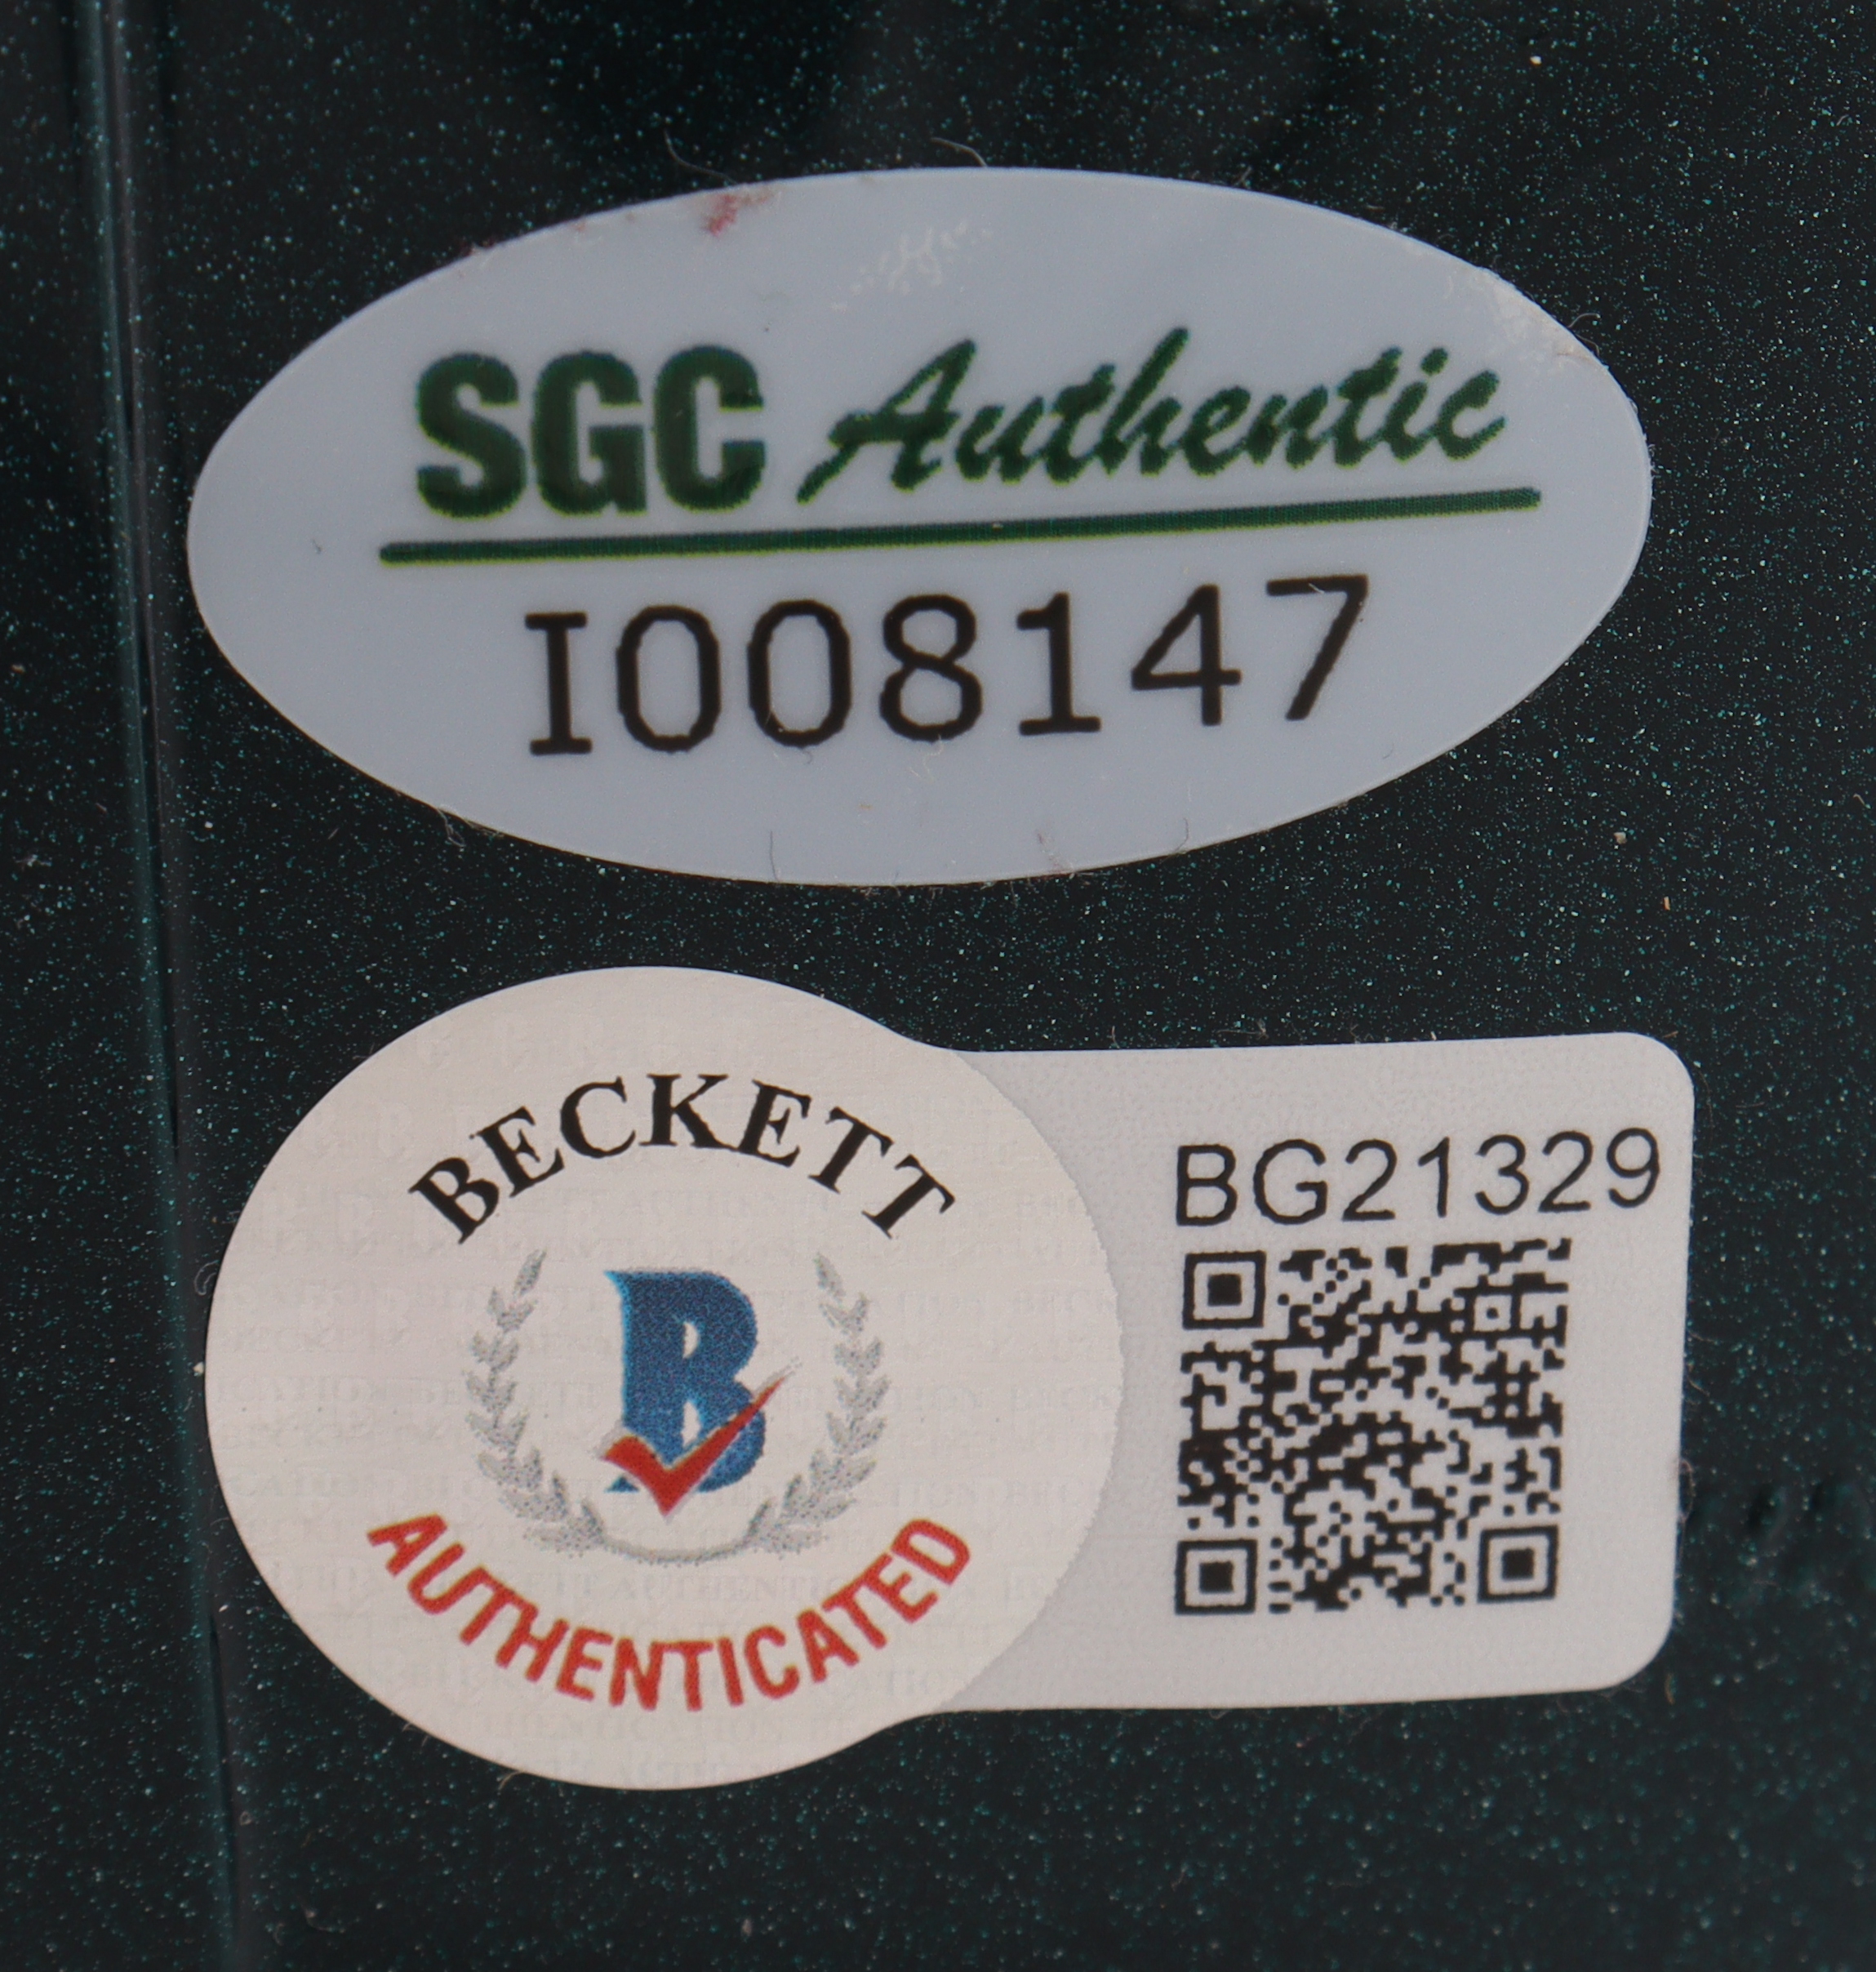 SGC Authentic
I008147
BECKETT
B
AUTHENTICATED
BG21329